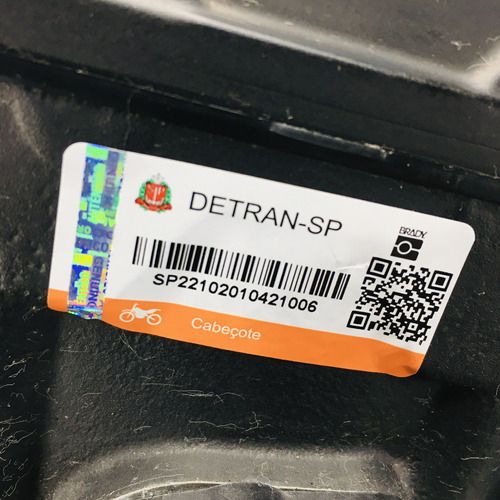 DETRAN-SP
BRADY
SP22102010421006
Cabeçote